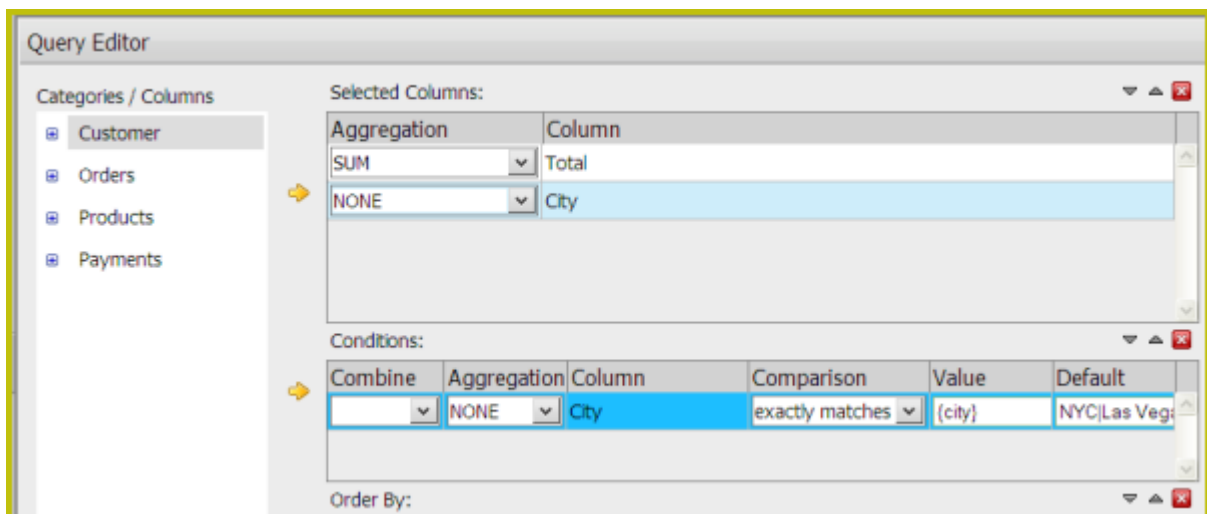 Query Editor
Categories / Columns
Customer
Orders
Products
Payments
Selected Columns:
Aggregation Column
SUM Total
NONE City
Conditions:
Combine Aggregation Column Comparison Value Default
NONE City exactly matches {city} NYC|Las Vega
Order By: